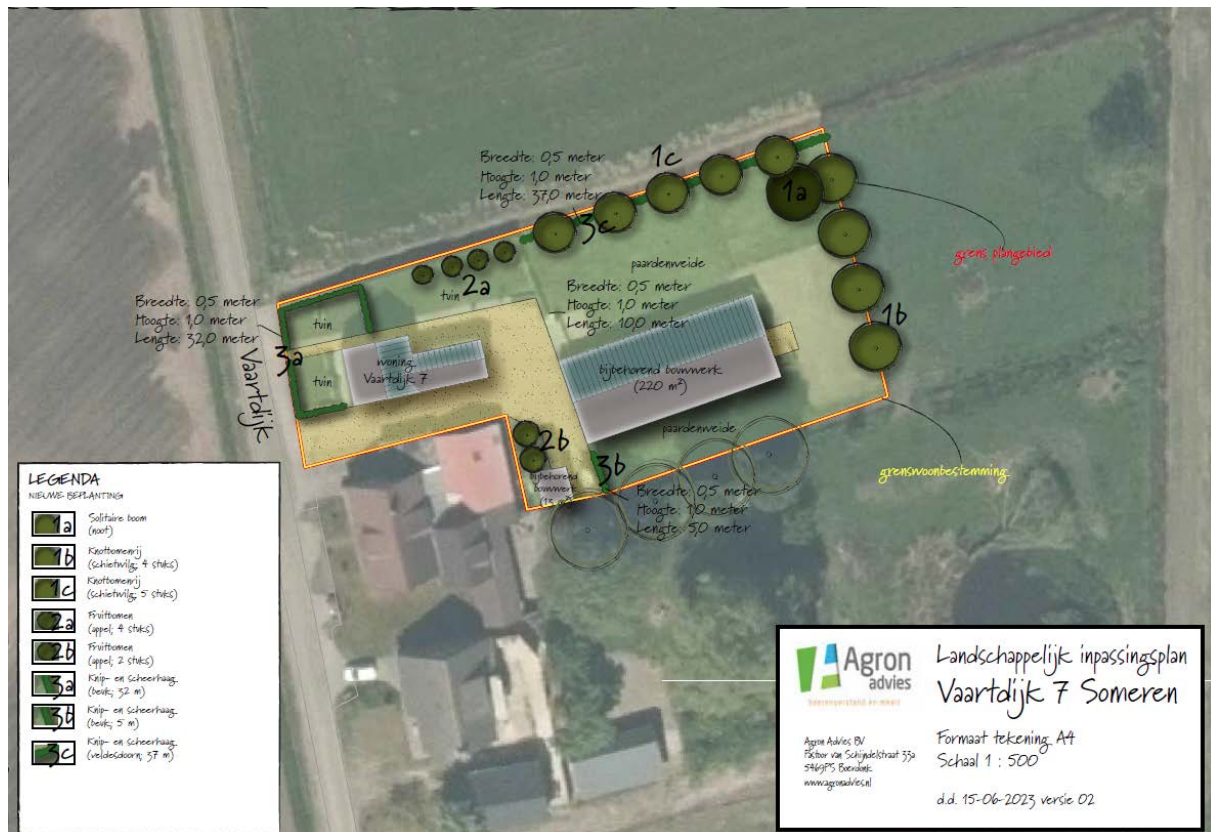 Breedte: 0,5 meter
Hoogte: 1,0 meter
Lengte: 37,0 meter
1c
1a
3c
grens plangebied
paardenweide
2a
tuin
Breedte: 0,5 meter
Hoogte: 1,0 meter
Lengte: 10,0 meter
Breedte: 0,5 meter
Hoogte: 1,0 meter
Lengte: 32,0 meter
tuin
1b
3a
Vaartdijk
woning
Vaartdijk 7
tuin
bijbehorend bouwwerk
(220 m²)
paardenweide
2b
3b
bijbehorend
bouwwerk
grenswoonbestemming
Breedte: 0,5 meter
Hoogte: 1,0 meter
Lengte: 5,0 meter
LEGENDA
NIEUWE BEPLANTING
1a Solitaire boom
(noot)
1b Knotbomenrij
(schietwilg; 4 stuks)
1c Knotbomenrij
(schietwilg; 5 stuks)
2a Fruitbomen
(appel; 4 stuks)
2b Fruitbomen
(appel; 2 stuks)
3a Knip- en scheerhaag
(beuk; 32 m)
3b Knip- en scheerhaag
(beuk; 5 m)
3c Knip- en scheerhaag
(veldesdoorn; 37 m)
Agron
advies
boerenverstand en meer!
Agron Advies BV
Pastoor van Schijndelstraat 33a
5469PS Boerdonk
www.agronadvies.nl
Landschappelijk inpassingsplan
Vaartdijk 7 Someren
Formaat tekening A4
Schaal 1 : 500
d.d. 15-06-2023 versie 02